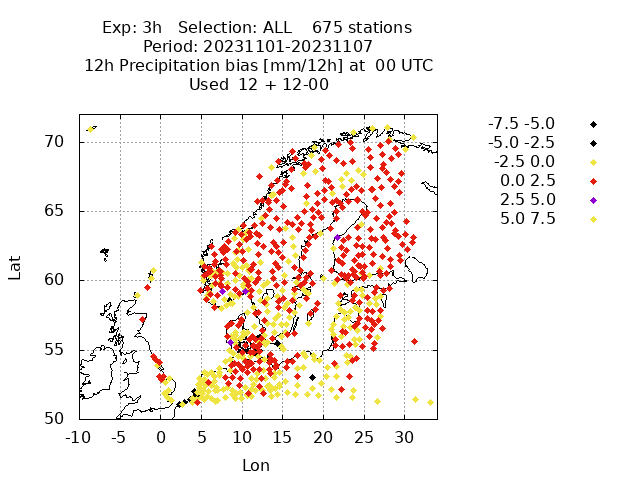 Exp: 3h   Selection: ALL    675 stations
Period: 20231101-20231107
12h Precipitation bias [mm/12h] at  00 UTC
Used  12 + 12-00
-7.5 -5.0
-5.0 -2.5
-2.5 0.0
0.0 2.5
2.5 5.0
5.0 7.5
70
65
60
55
50
Lat
-10 -5 0 5 10 15 20 25 30
Lon